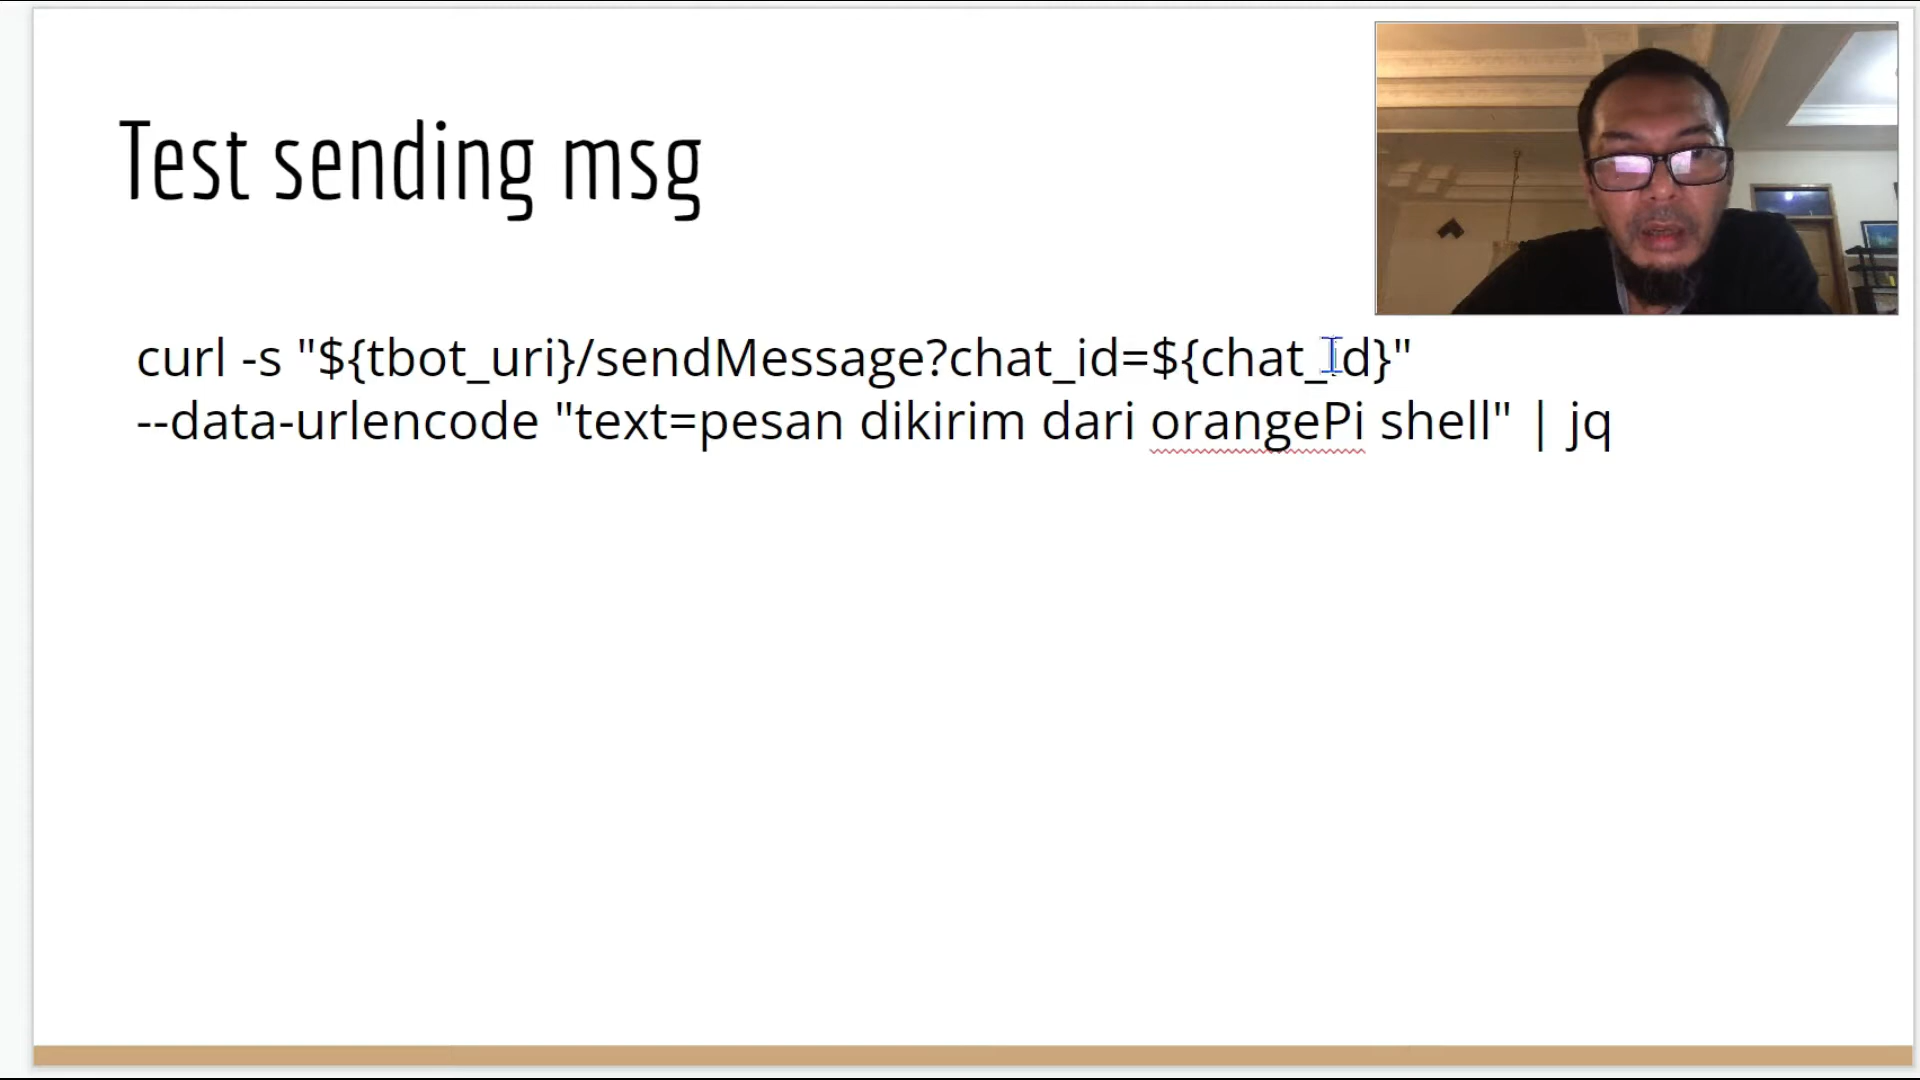 Test sending msg
curl -s "${tbot_uri}/sendMessage?chat_id=${chat_id}"
--data-urlencode "text=pesan dikirim dari orangePi shell" | jq